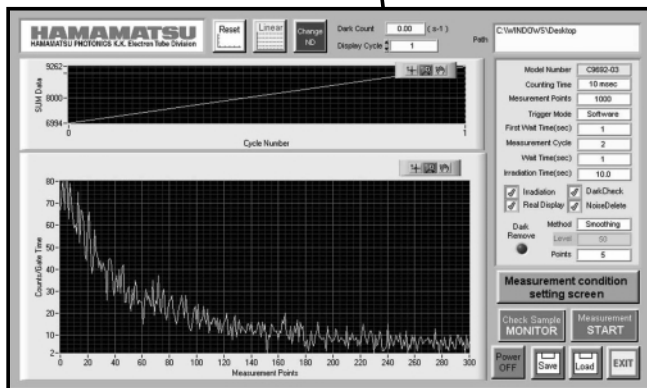 HAMAMATSU
HAMAMATSU PHOTONICS K.K. Electron Tube Division
Reset
Linear
Change
ND
Dark Count 0.00 ( s-1 )
Display Cycle 1
Path C:\WINDOWS\Desktop
SUM Data
9262-
8000-
6994-
0
1
Cycle Number
Counts/Gate Time
80-
70-
60-
50-
40-
30-
20-
10-
2-
0 20 40 60 80 100 120 140 160 180 200 220 240 260 280 300
Measurement Points
Model Number C9692-03
Counting Time 10 msec
Mesurement Points 1000
Trigger Mode Software
First Wait Time(sec) 1
Measurement Cycle 2
Wait Time(sec) 1
Irradiation Time(sec) 10.0
Irradiation DarkCheck
Real Display NoiseDelete
Dark
Remove
Method Smoothing
Level 50
Points 5
Measurement condition
setting screen
Check Sample
MONITOR
Measurement
START
Power
OFF
Save
Load
EXIT